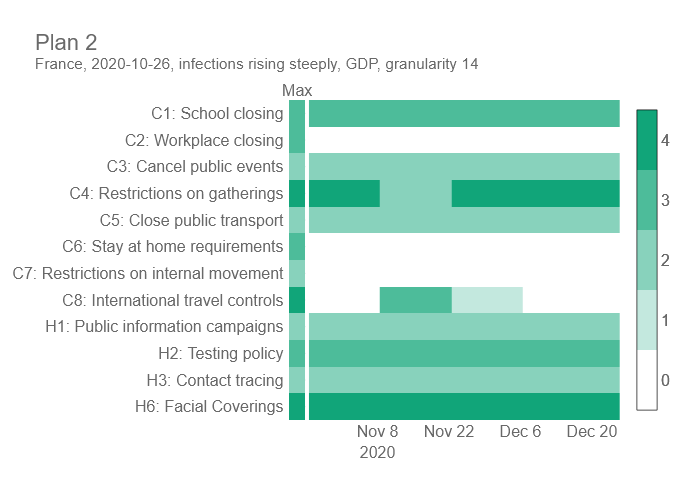 Plan 2
France, 2020-10-26, infections rising steeply, GDP, granularity 14
Max
C1: School closing
C2: Workplace closing
C3: Cancel public events
C4: Restrictions on gatherings
C5: Close public transport
C6: Stay at home requirements
C7: Restrictions on internal movement
C8: International travel controls
H1: Public information campaigns
H2: Testing policy
H3: Contact tracing
H6: Facial Coverings
Nov 8 Nov 22 Dec 6 Dec 20
2020
4
3
2
1
0